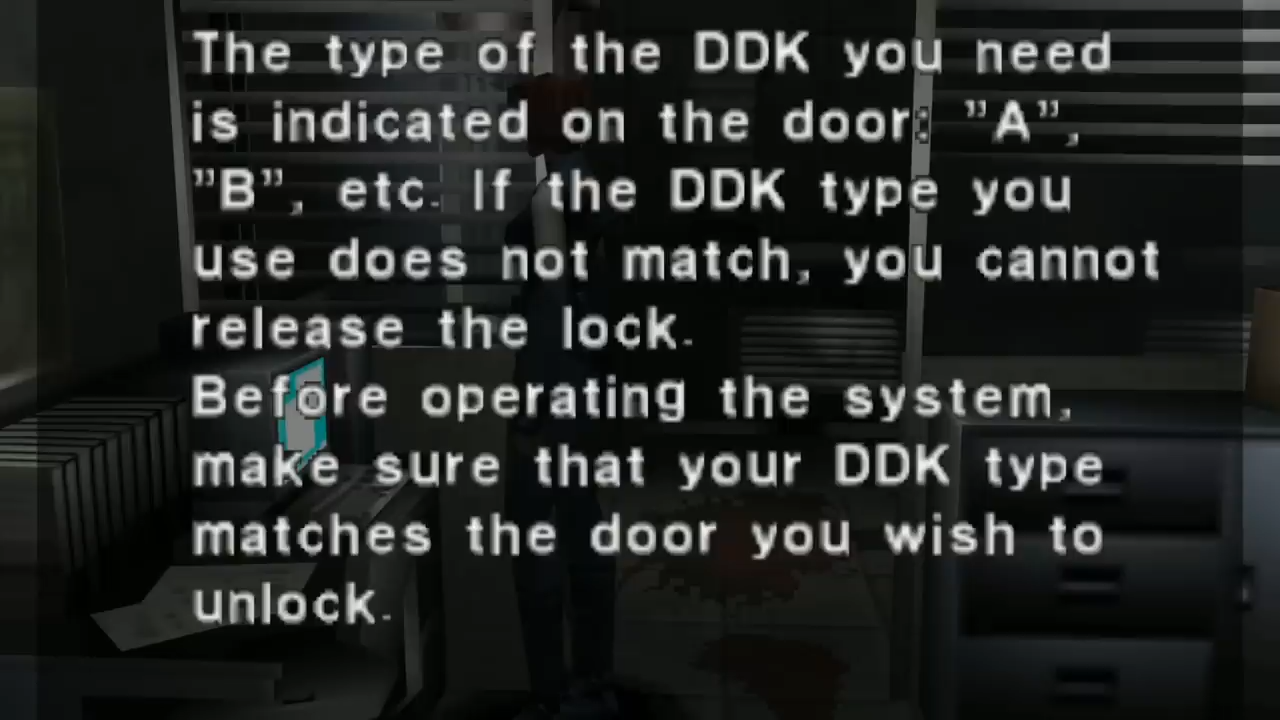 The type of the DDK you need
is indicated on the door: "A",
"B", etc. If the DDK type you
use does not match, you cannot
release the lock.
Before operating the system,
make sure that your DDK type
matches the door you wish to
unlock.